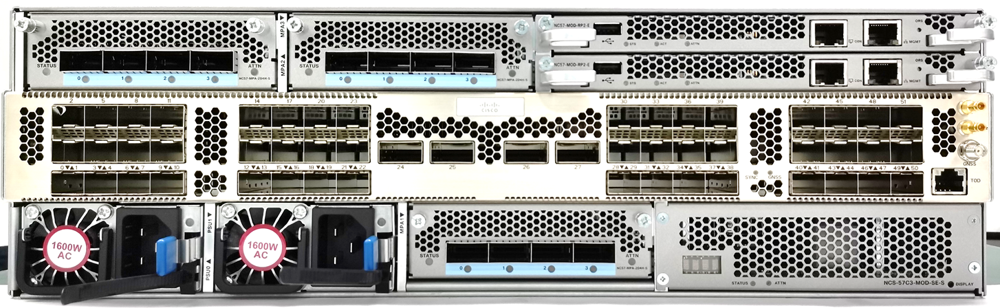 MPA3
NC57-MOD-RP2-E
STS
ACT
ATTN
CON
MGMT
ORS
STATUS
ATTN
STATUS
ATTN
MPA2
0 1 2 3
NC57-MPA-2D4H-S
0 1 2 3
NC57-MPA-2D4H-S
NC57-MOD-RP2-E
STS
ACT
ATTN
CON
MGMT
ORS
2 5 8 11
14 17 20 23
CISCO
30 33 36 39
42 45 48 51
0▼▲1 3▼▲4 6▼▲7 9▼▲10
12▼▲13 15▼▲16 18▼▲19 21▼▲22
24 25 26 27
28▼▲29 31▼▲32 34▼▲35 37▼▲38
SYNC GNSS
40▼▲41 43▼▲44 46▼▲47 49▼▲50
GNSS
TOD
1600W
AC
PSU1
PSU0
1600W
AC
MPA1
STATUS
ATTN
0 1 2 3
NC57-MPA-2D4H-S
STATUS ATTN
NCS-57C3-MOD-SE-S
DISPLAY